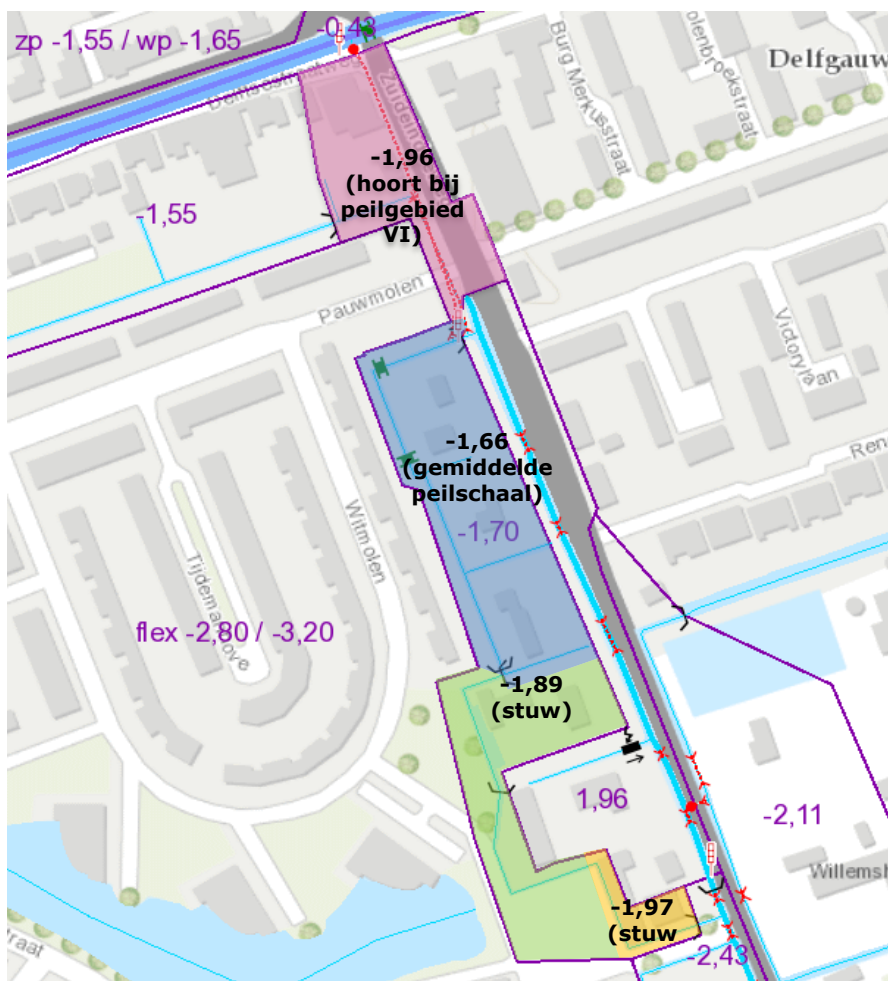 zp -1,55 / wp -1,65
-0,43
Delfgauw
Burg Merkusstraat
-1,96
(hoort bij
peilgebied
VI)
-1,55
Pauwmolen
-1,66
(gemiddelde
peilschaal)
-1,70
Witmolen
flex -2,80 / -3,20
-1,89
(stuw)
1,96
-2,11
-1,97
(stuw
-2,43